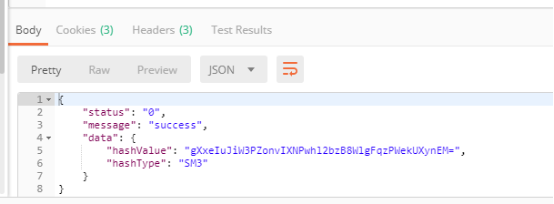 Body Cookies (3) Headers (3) Test Results
Pretty Raw Preview JSON
1 {
2 "status": "0",
3 "message": "success",
4 "data": {
5 "hashValue": "gXxeIuJiW3PZonvIXNPwhl2bzB8WlgFqzPWekUXynEM=",
6 "hashType": "SM3"
7 }
8 }